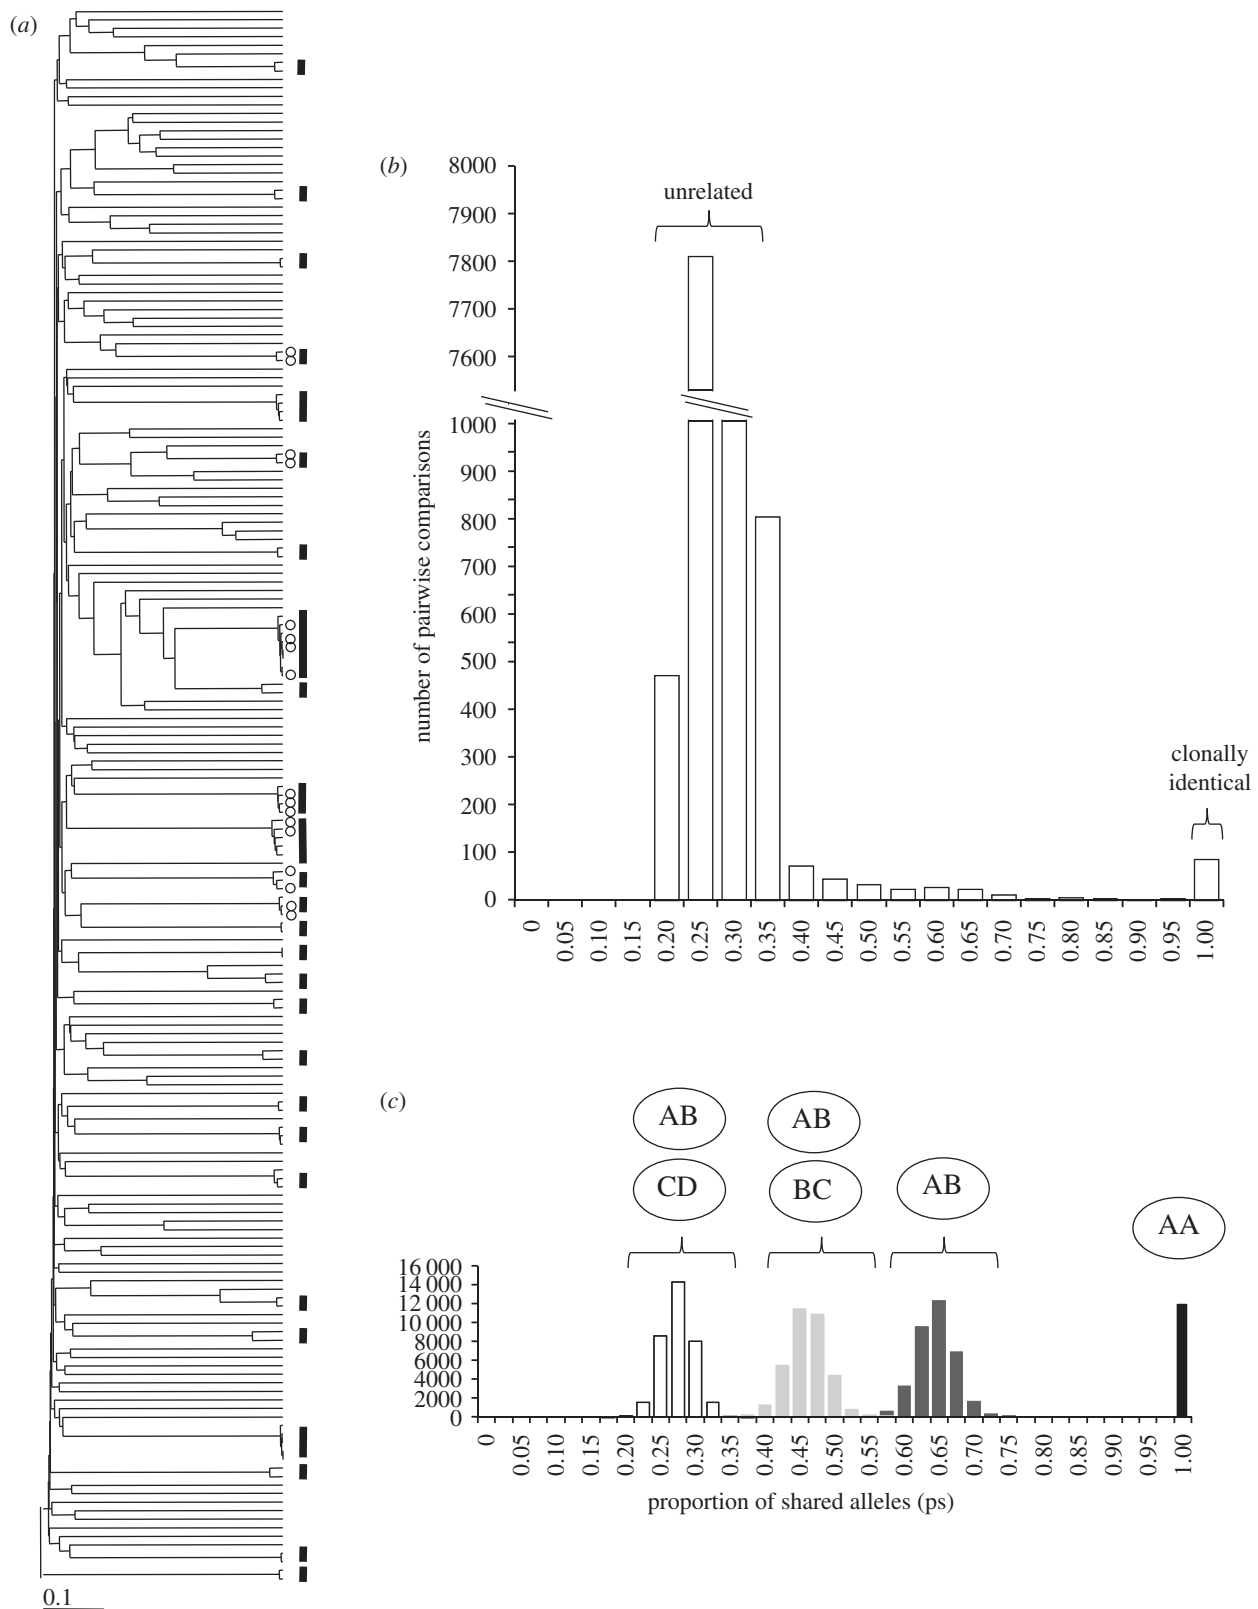 (a)
0.1
(b)
8000
7900
7800
7700
7600
1000
900
800
700
600
500
400
300
200
100
0
number of pairwise comparisons
unrelated
clonally
identical
0 0.05 0.10 0.15 0.20 0.25 0.30 0.35 0.40 0.45 0.50 0.55 0.60 0.65 0.70 0.75 0.80 0.85 0.90 0.95 1.00
(c)
AB AB
CD BC AB
AA
16 000
14 000
12 000
10 000
8000
6000
4000
2000
0
0 0.05 0.10 0.15 0.20 0.25 0.30 0.35 0.40 0.45 0.50 0.55 0.60 0.65 0.70 0.75 0.80 0.85 0.90 0.95 1.00
proportion of shared alleles (ps)